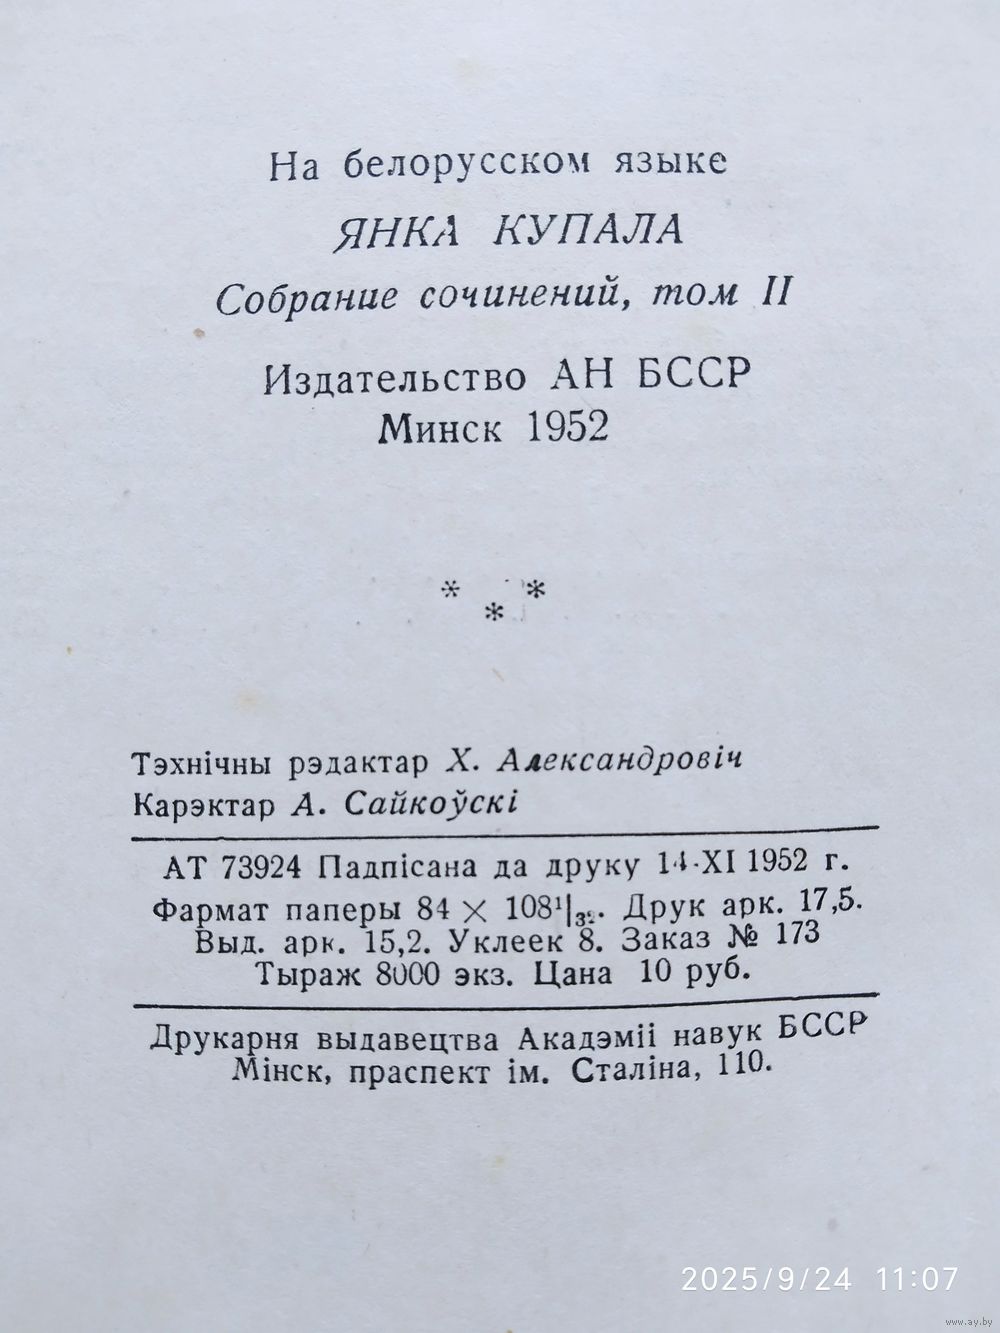 На белорусском языке
ЯНКА КУПАЛА
Собрание сочинений, том II
Издательство АН БССР
Минск 1952
* * *
Тэхнічны рэдактар Х. Александровіч
Карэктар А. Сайкоўскі
АТ 73924 Падпісана да друку 14-XI 1952 г.
Фармат паперы 84 × 108¹|₃₂. Друк арк. 17,5.
Выд. арк. 15,2. Уклеек 8. Заказ № 173
Тыраж 8000 экз. Цана 10 руб.
Друкарня выдавецтва Акадэміі навук БССР
Мінск, праспект ім. Сталіна, 110.
2025/9/24 11:07
www.ay.by